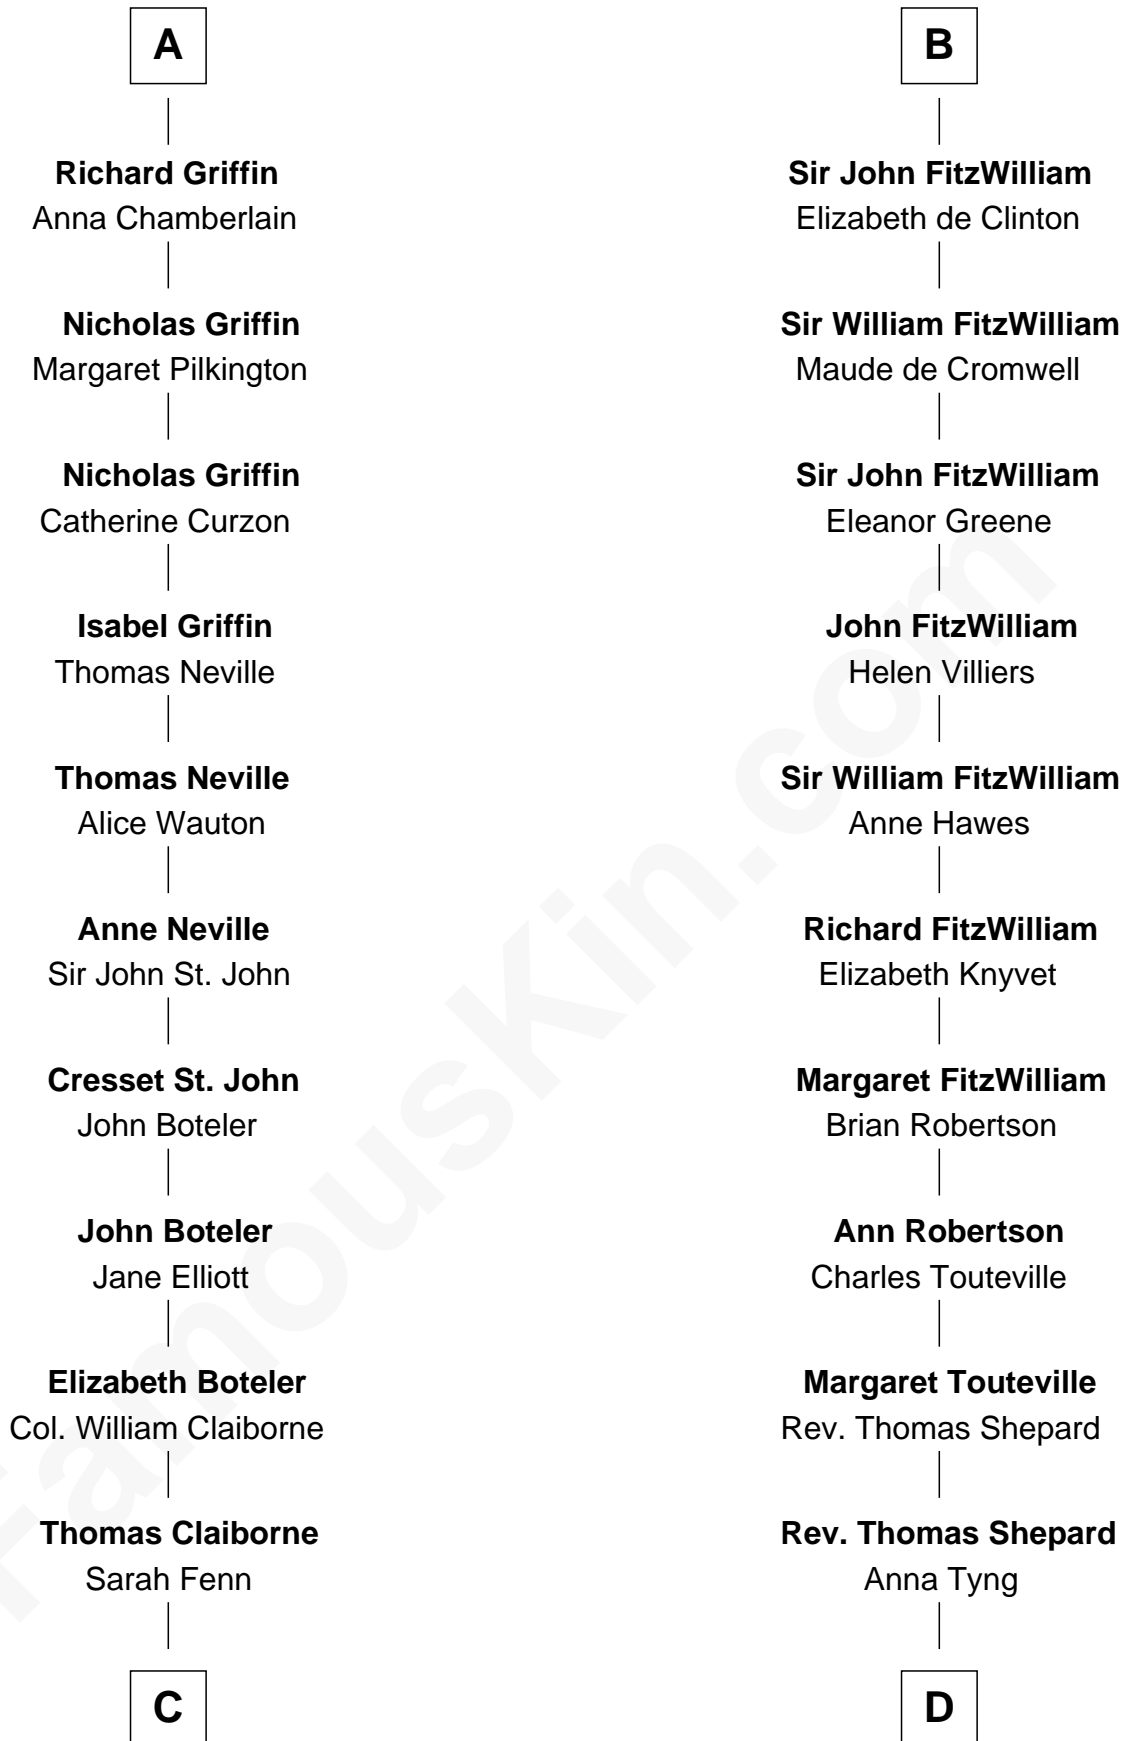 A
Richard Griffin
Anna Chamberlain
Nicholas Griffin
Margaret Pilkington
Nicholas Griffin
Catherine Curzon
Isabel Griffin
Thomas Neville
Thomas Neville
Alice Wauton
Anne Neville
Sir John St. John
Cresset St. John
John Boteler
John Boteler
Jane Elliott
Elizabeth Boteler
Col. William Claiborne
Thomas Claiborne
Sarah Fenn
C
B
Sir John FitzWilliam
Elizabeth de Clinton
Sir William FitzWilliam
Maude de Cromwell
Sir John FitzWilliam
Eleanor Greene
John FitzWilliam
Helen Villiers
Sir William FitzWilliam
Anne Hawes
Richard FitzWilliam
Elizabeth Knyvet
Margaret FitzWilliam
Brian Robertson
Ann Robertson
Charles Touteville
Margaret Touteville
Rev. Thomas Shepard
Rev. Thomas Shepard
Anna Tyng
D
FamousKin.com